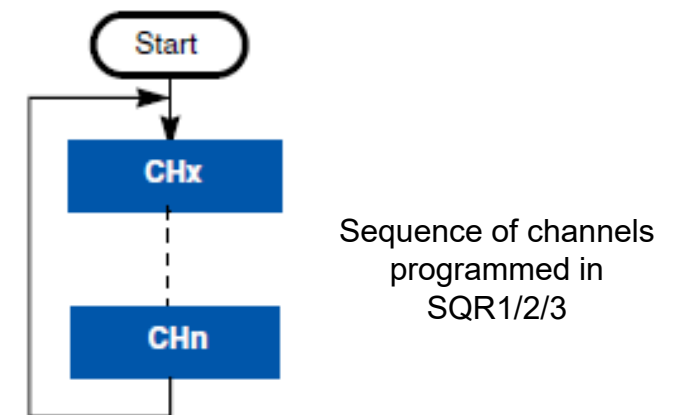 Start
CHx
Sequence of channels
programmed in
SQR1/2/3
CHn